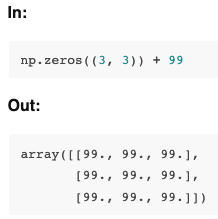 In:
np.zeros((3, 3)) + 99
Out:
array([[99., 99., 99.],
       [99., 99., 99.],
       [99., 99., 99.]])